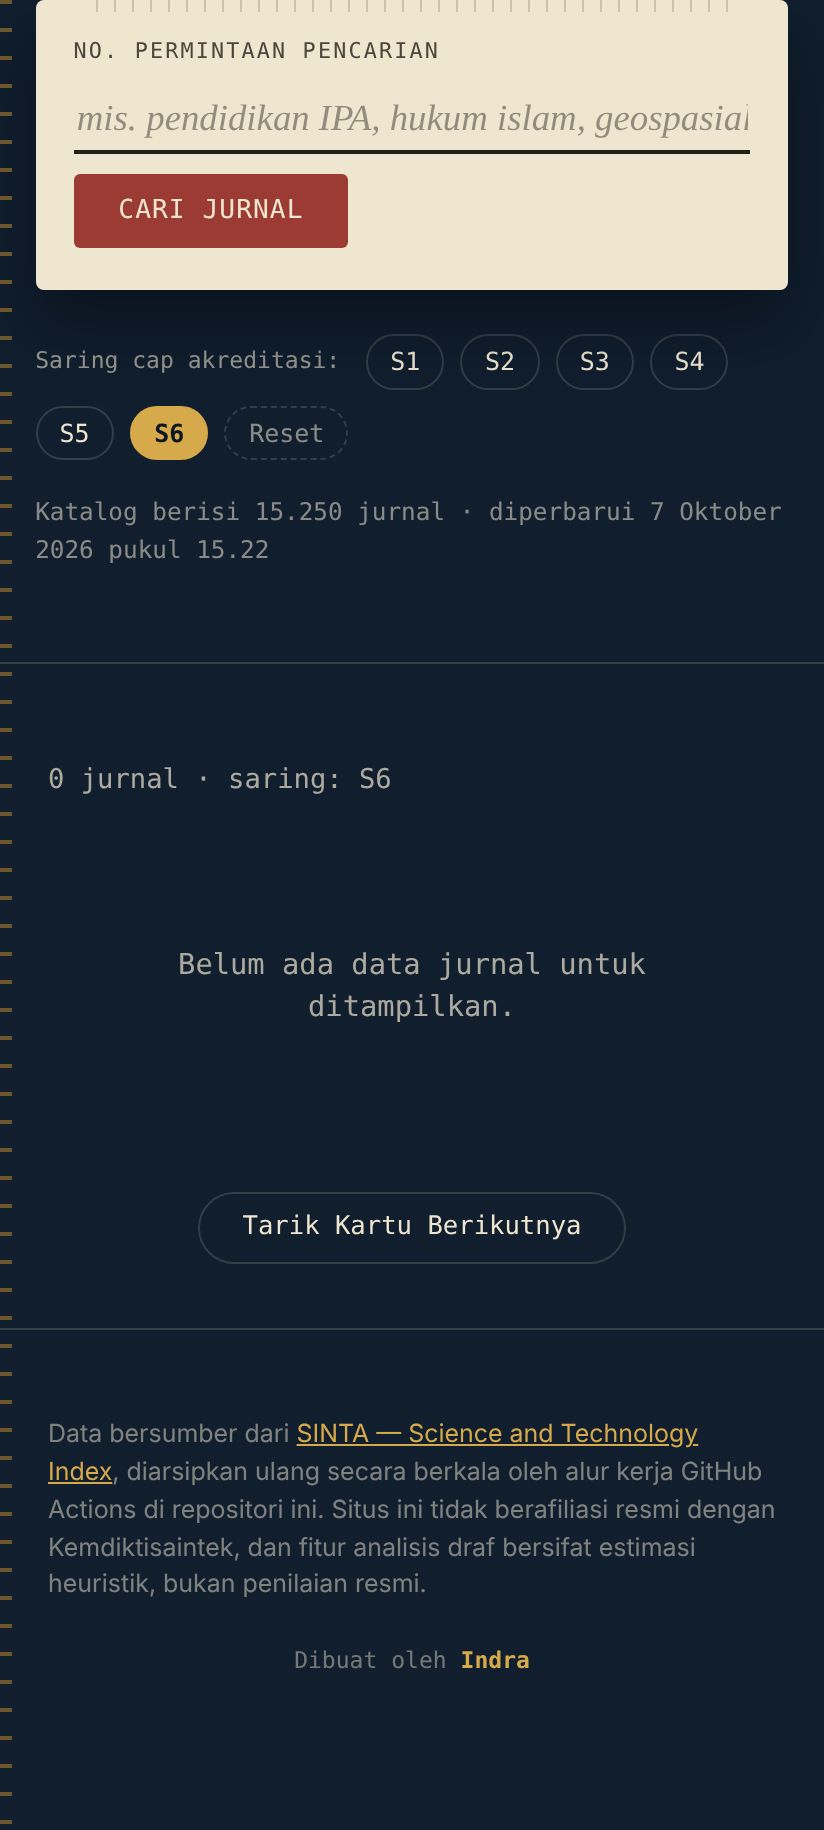 NO. PERMINTAAN PENCARIAN
mis. pendidikan IPA, hukum islam, geospasial
CARI JURNAL
Saring cap akreditasi: S1 S2 S3 S4
S5 S6 Reset
Katalog berisi 15.250 jurnal · diperbarui 7 Oktober
2026 pukul 15.22
0 jurnal · saring: S6
Belum ada data jurnal untuk
ditampilkan.
Tarik Kartu Berikutnya
Data bersumber dari SINTA — Science and Technology
Index, diarsipkan ulang secara berkala oleh alur kerja GitHub
Actions di repositori ini. Situs ini tidak berafiliasi resmi dengan
Kemdiktisaintek, dan fitur analisis draf bersifat estimasi
heuristik, bukan penilaian resmi.
Dibuat oleh Indra